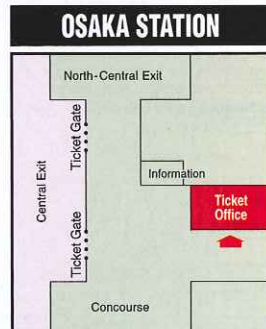 OSAKA STATION
North-Central Exit
Ticket Gate
Central Exit
Information
Ticket
Office
Ticket Gate
Concourse